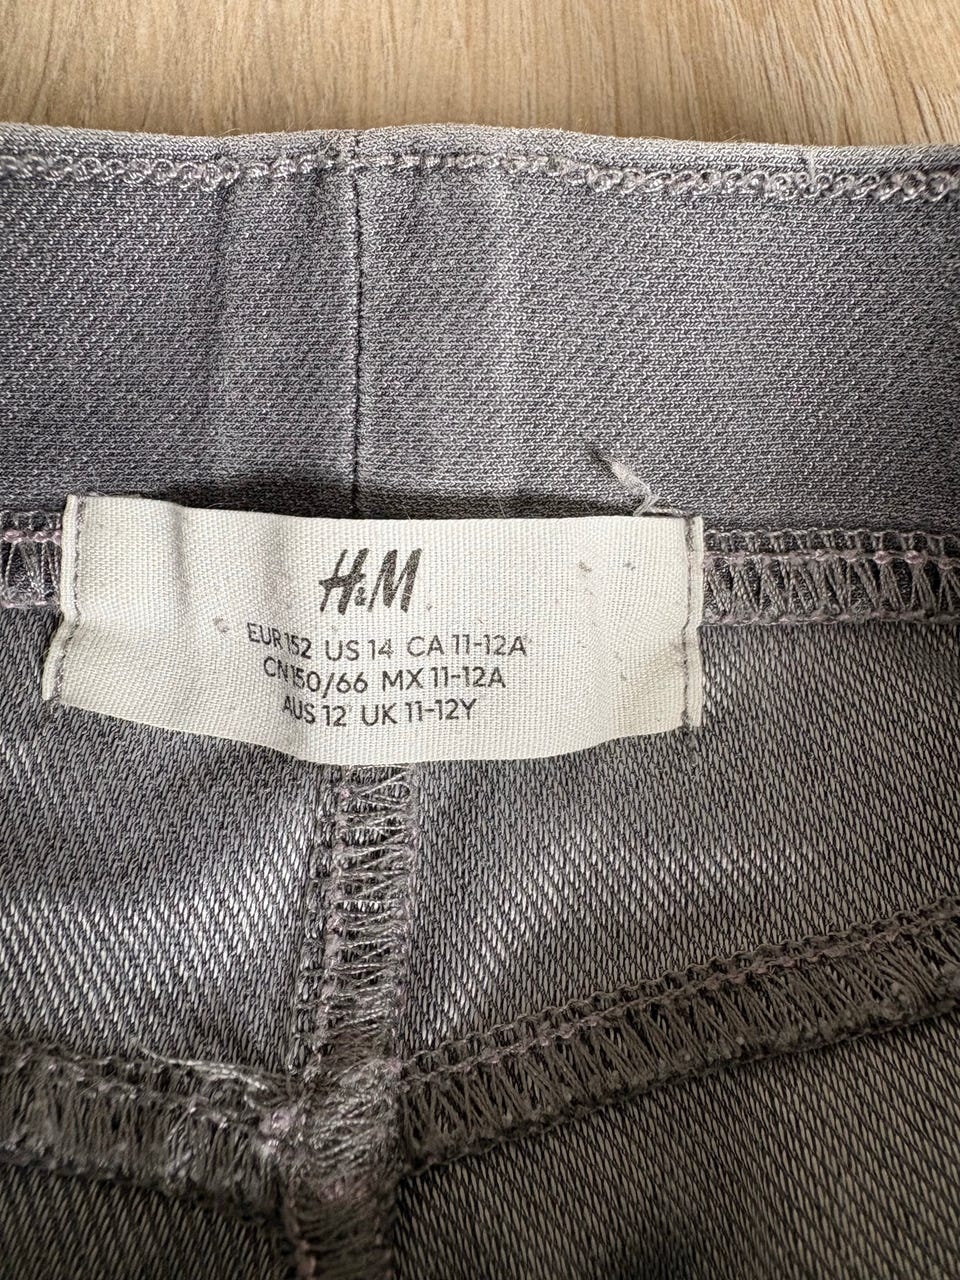 H&M
EUR 152 US 14 CA 11-12A
CN 150/66 MX 11-12A
AUS 12 UK 11-12Y